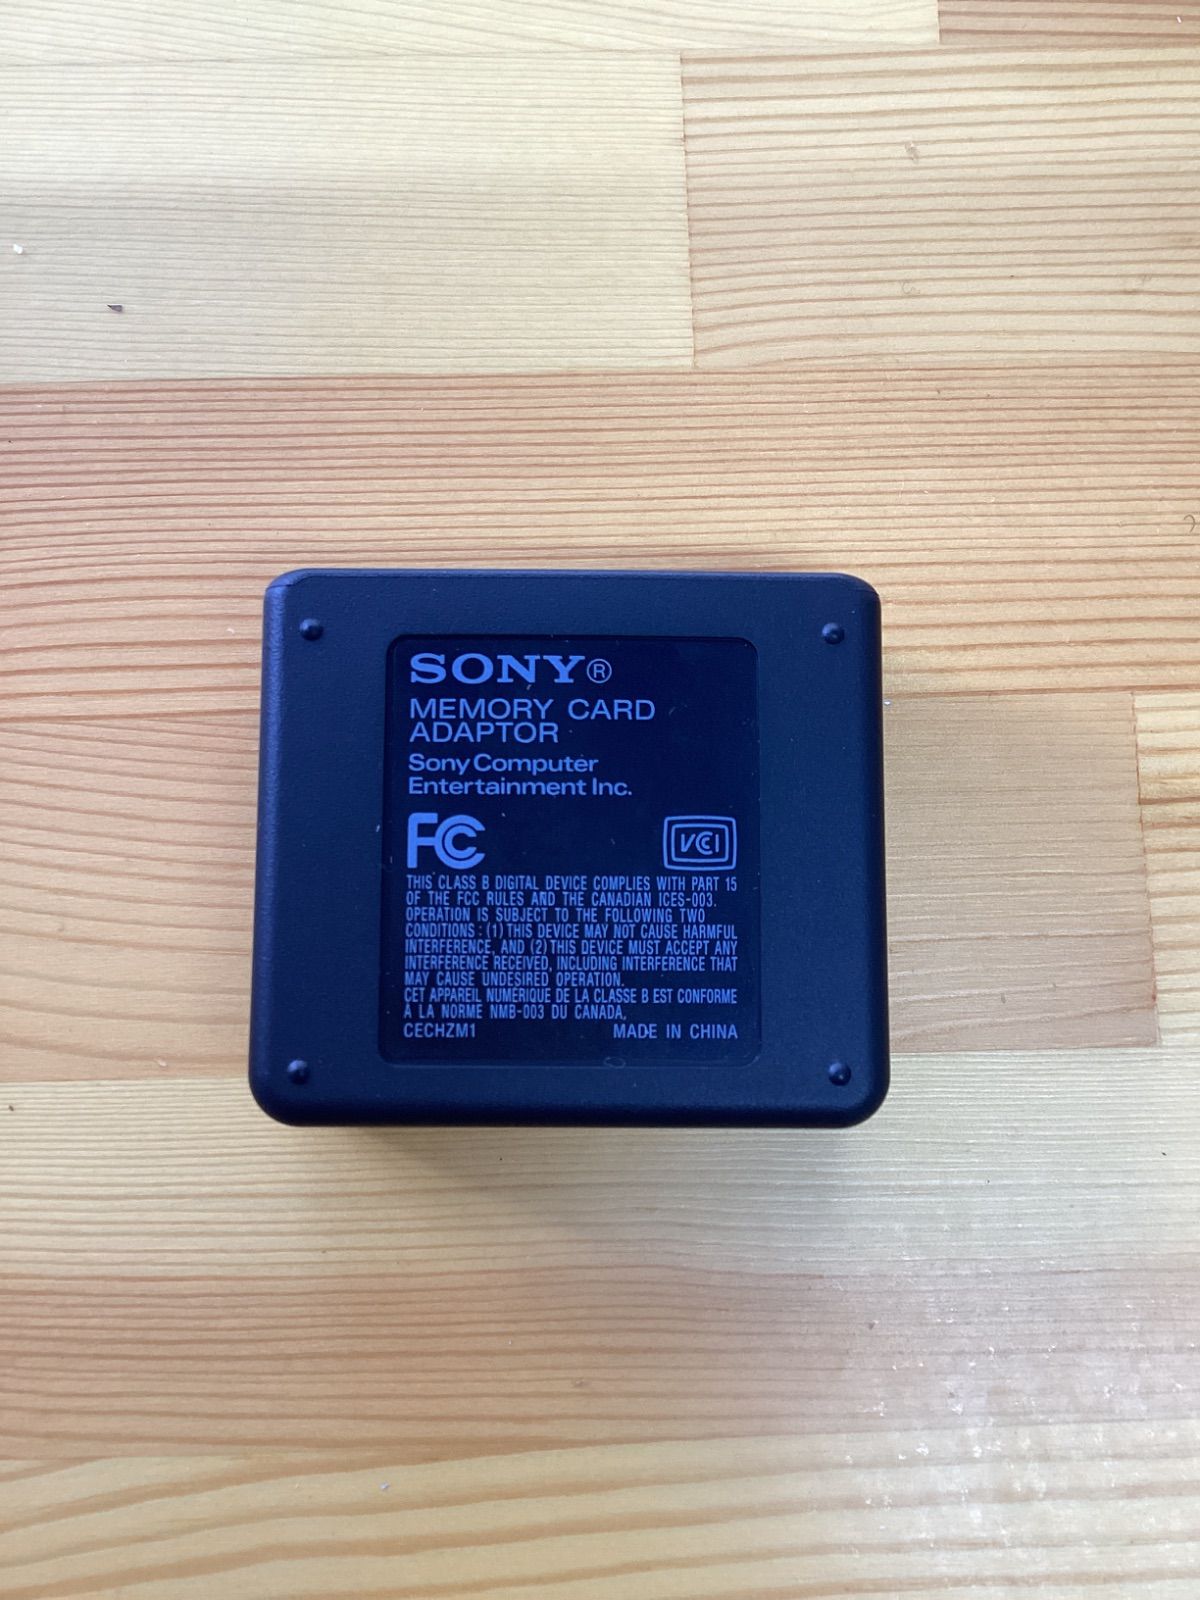 SONY®
MEMORY CARD
ADAPTOR
Sony Computer
Entertainment Inc.
FC
VCCI
THIS CLASS B DIGITAL DEVICE COMPLIES WITH PART 15
OF THE FCC RULES AND THE CANADIAN ICES-003.
OPERATION IS SUBJECT TO THE FOLLOWING TWO
CONDITIONS : (1) THIS DEVICE MAY NOT CAUSE HARMFUL
INTERFERENCE, AND (2) THIS DEVICE MUST ACCEPT ANY
INTERFERENCE RECEIVED, INCLUDING INTERFERENCE THAT
MAY CAUSE UNDESIRED OPERATION.
CET APPAREIL NUMÉRIQUE DE LA CLASSE B EST CONFORME
À LA NORME NMB-003 DU CANADA.
CECHZM1 MADE IN CHINA